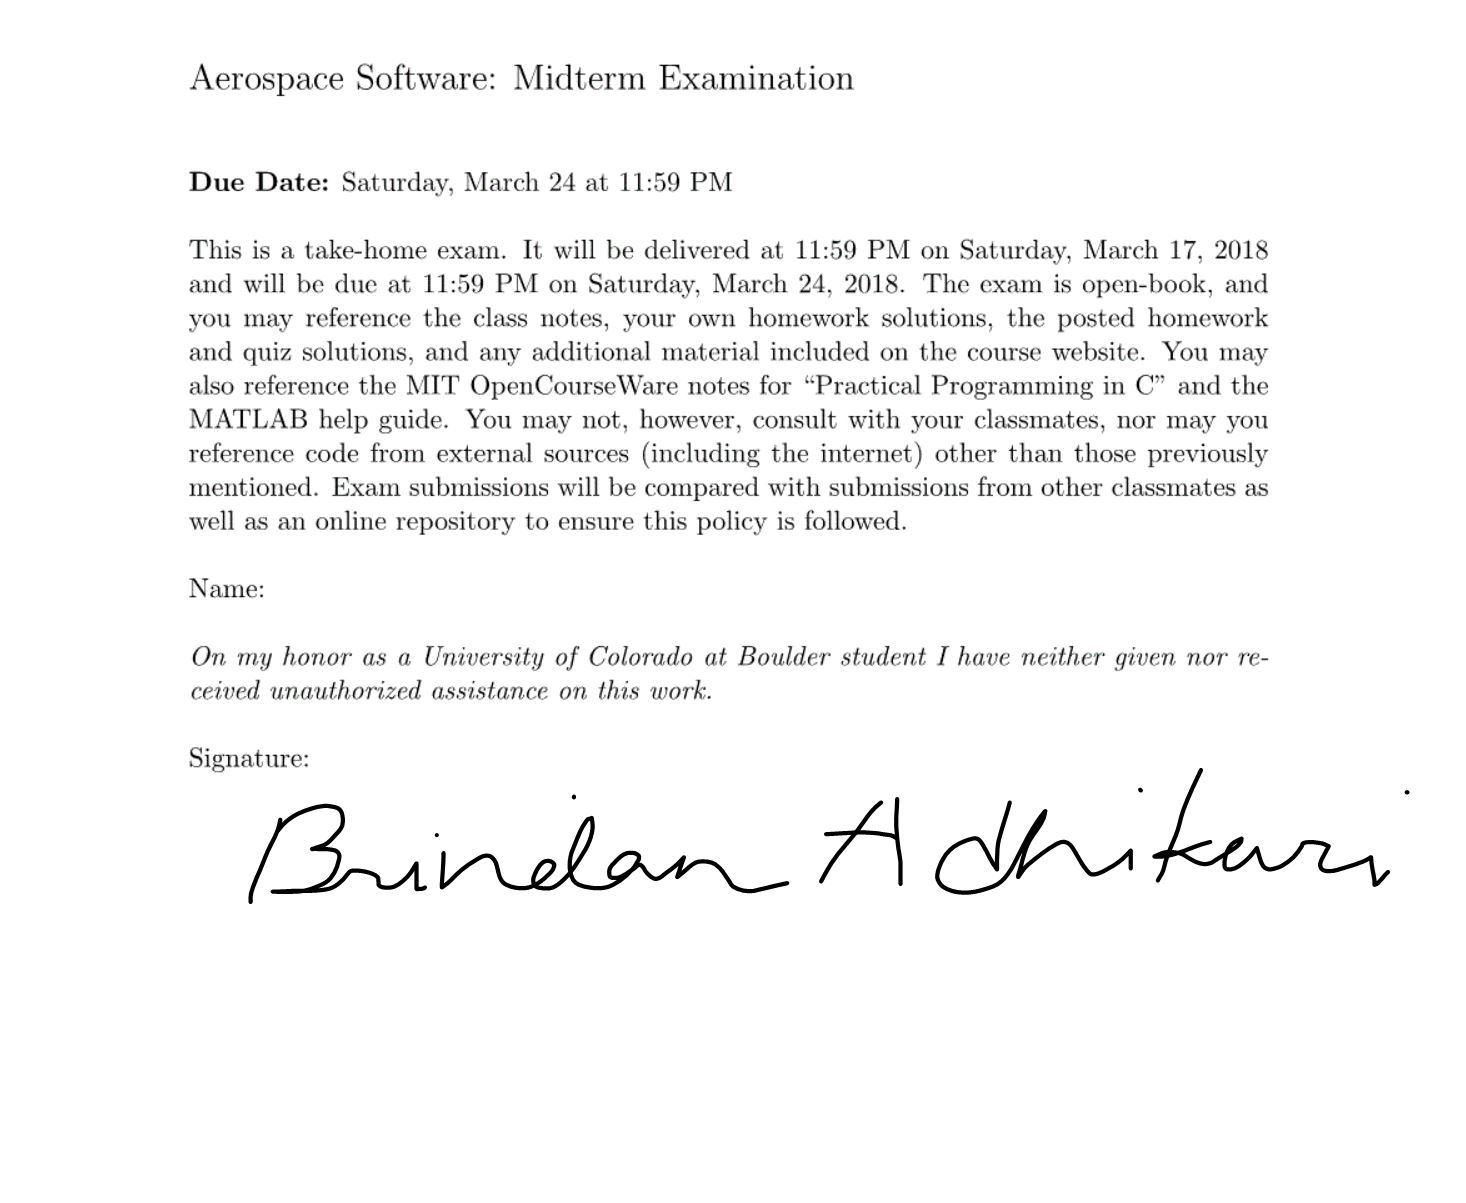 Aerospace Software: Midterm Examination
Due Date: Saturday, March 24 at 11:59 PM
This is a take-home exam. It will be delivered at 11:59 PM on Saturday, March 17, 2018
and will be due at 11:59 PM on Saturday, March 24, 2018. The exam is open-book, and
you may reference the class notes, your own homework solutions, the posted homework
and quiz solutions, and any additional material included on the course website. You may
also reference the MIT OpenCourseWare notes for “Practical Programming in C” and the
MATLAB help guide. You may not, however, consult with your classmates, nor may you
reference code from external sources (including the internet) other than those previously
mentioned. Exam submissions will be compared with submissions from other classmates as
well as an online repository to ensure this policy is followed.
Name:
On my honor as a University of Colorado at Boulder student I have neither given nor re-
ceived unauthorized assistance on this work.
Signature:
Brindan Adhikari